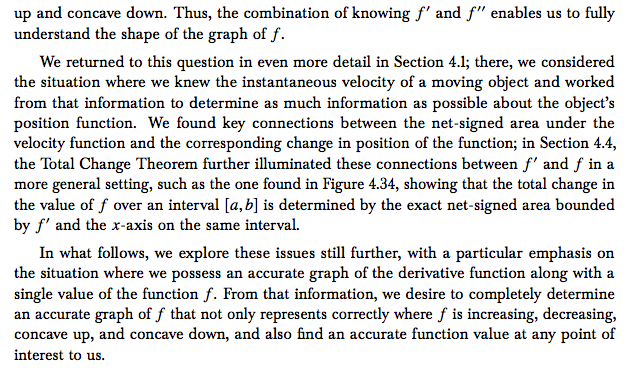 up and concave down. Thus, the combination of knowing f′ and f″ enables us to fully
understand the shape of the graph of f.
We returned to this question in even more detail in Section 4.1; there, we considered
the situation where we knew the instantaneous velocity of a moving object and worked
from that information to determine as much information as possible about the object's
position function. We found key connections between the net-signed area under the
velocity function and the corresponding change in position of the function; in Section 4.4,
the Total Change Theorem further illuminated these connections between f′ and f in a
more general setting, such as the one found in Figure 4.34, showing that the total change in
the value of f over an interval [a, b] is determined by the exact net-signed area bounded
by f′ and the x-axis on the same interval.
In what follows, we explore these issues still further, with a particular emphasis on
the situation where we possess an accurate graph of the derivative function along with a
single value of the function f. From that information, we desire to completely determine
an accurate graph of f that not only represents correctly where f is increasing, decreasing,
concave up, and concave down, and also find an accurate function value at any point of
interest to us.